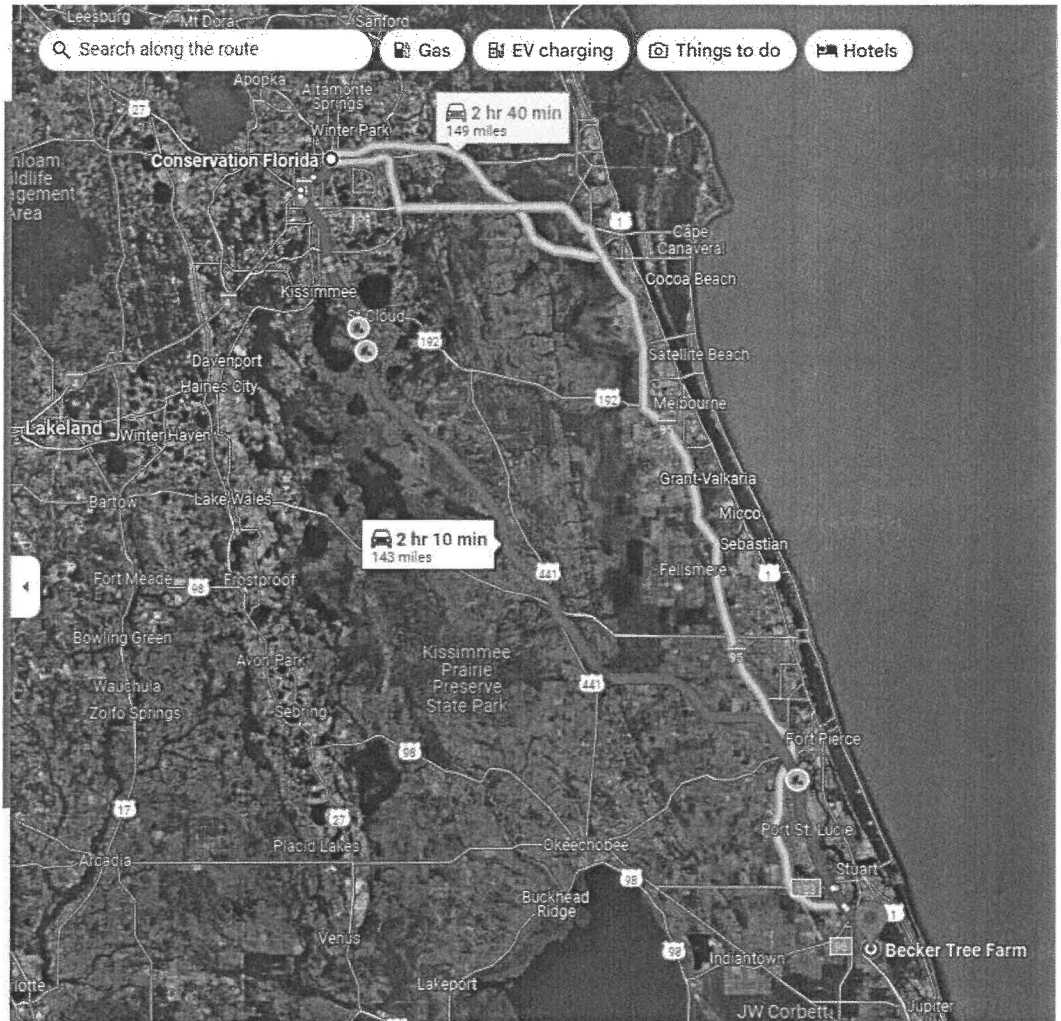 Leesburg
Mt Dora
Sanford
Search along the route
Gas
EV charging
Things to do
Hotels
Apopka
Altamonte
Springs
27
2 hr 40 min
149 miles
Winter Park
Conservation Florida
1
Cape
Canaveral
Cocoa Beach
Kissimmee
St Cloud
192
Satellite Beach
Davenport
Haines City
192
Melbourne
95
Lakeland
Winter Haven
Grant-Valkaria
Bartow
Lake Wales
Micco
2 hr 10 min
143 miles
Sebastian
Fellsmere
1
441
Fort Meade
98
Frostproof
Bowling Green
Avon Park
95
Kissimmee
Prairie
Preserve
State Park
441
Wauchula
Zolfo Springs
Sebring
98
Fort Pierce
17
27
Port St. Lucie
Placid Lakes
Okeechobee
Arcadia
Stuart
98
Buckhead
Ridge
1
Venus
98
Indiantown
Becker Tree Farm
Lakeport
JW Corbett
Jupiter